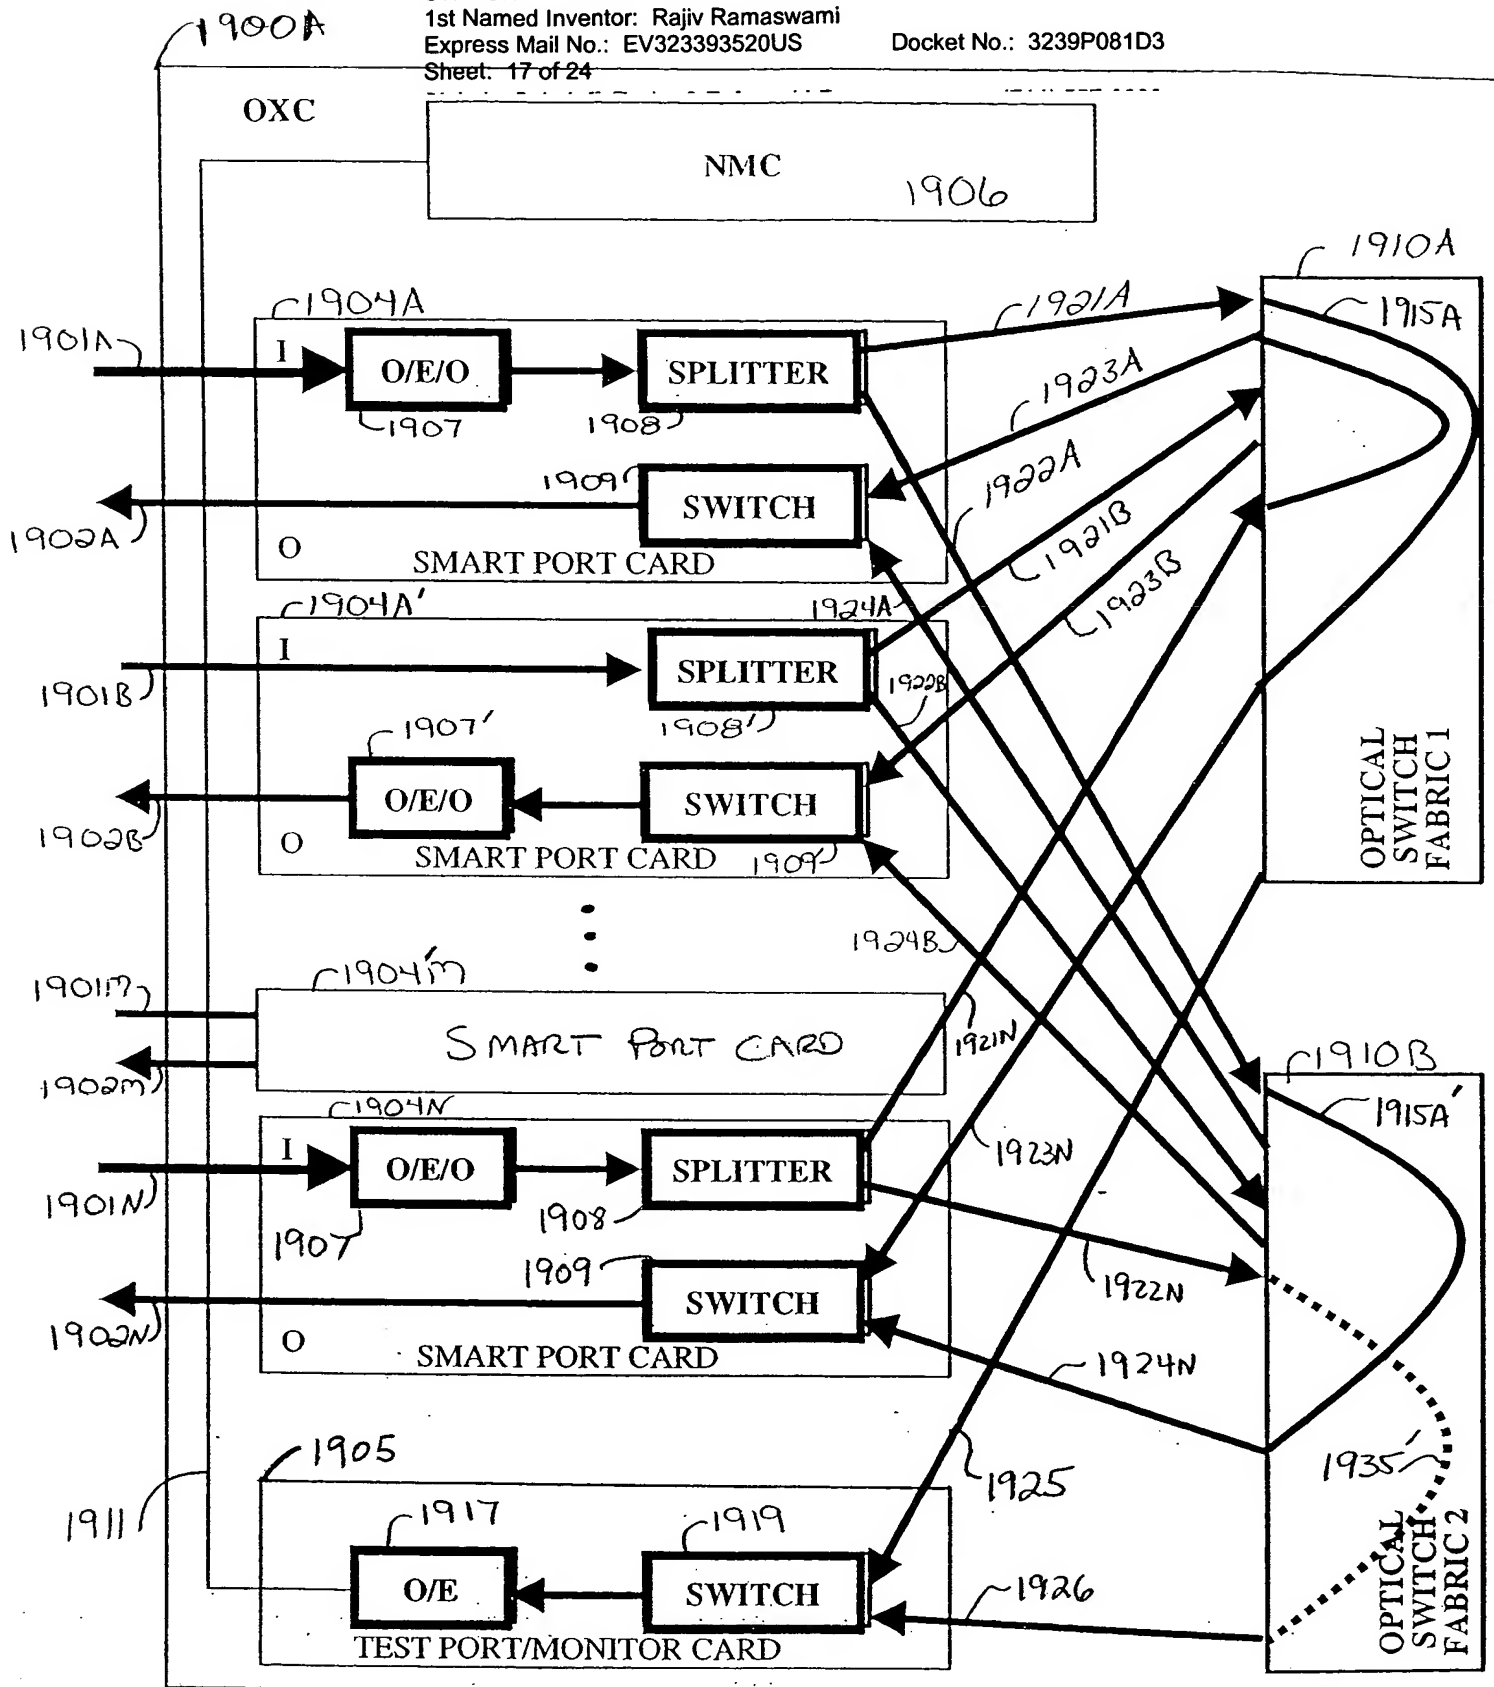 1st Named Inventor: Rajiv Ramaswami
Express Mail No.: EV323393520US Docket No.: 3239P081D3
Sheet: 17 of 24
1900A
OXC
NMC
1906
1910A
1904A
1921A
1915A
1901A
I
O/E/O
SPLITTER
1923A
1907
1908
1909
SWITCH
1922A
1902A
O
SMART PORT CARD
1921B
1904A'
1924A
1923B
I
SPLITTER
1922B
1901B
1908'
1907'
O/E/O
SWITCH
1902B
O
SMART PORT CARD
1909'
OPTICAL
SWITCH
FABRIC 1
1924B
1904'M
1901M
SMART PORT CARD
1921N
1902M
1910B
1904N
1915A'
I
O/E/O
SPLITTER
1923N
1901N
1907
1908
1909
1922N
SWITCH
1902N
O
SMART PORT CARD
1924N
1905
1935'
1925
1911
1917
1919
O/E
SWITCH
1926
TEST PORT/MONITOR CARD
OPTICAL
SWITCH
FABRIC 2